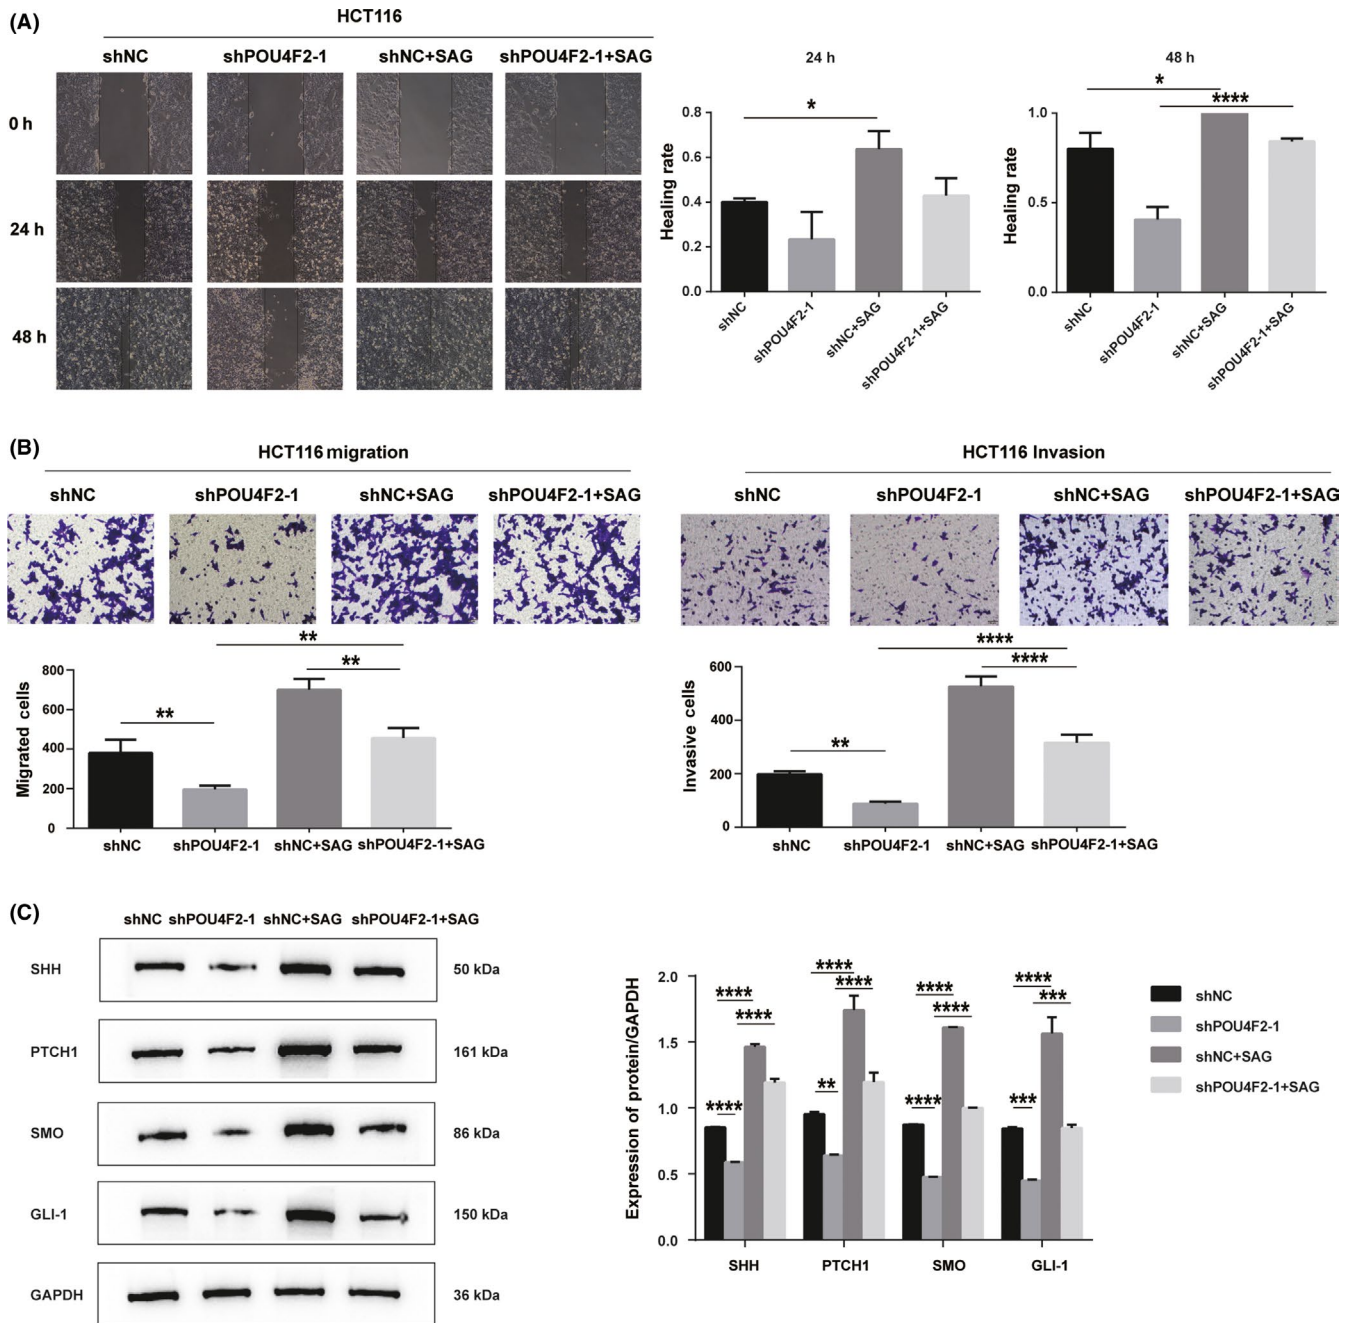 (A)
HCT116
shNC shPOU4F2-1 shNC+SAG shPOU4F2-1+SAG
0 h
24 h
48 h
24 h
Healing rate
0.8
0.6
0.4
0.2
0.0
*
shNC shPOU4F2-1 shNC+SAG shPOU4F2-1+SAG
48 h
Healing rate
1.0
0.5
0.0
*
****
shNC shPOU4F2-1 shNC+SAG shPOU4F2-1+SAG
(B)
HCT116 migration
shNC shPOU4F2-1 shNC+SAG shPOU4F2-1+SAG
Migrated cells
800
600
400
200
0
**
**
**
shNC shPOU4F2-1 shNC+SAG shPOU4F2-1+SAG
HCT116 Invasion
shNC shPOU4F2-1 shNC+SAG shPOU4F2-1+SAG
Invasive cells
600
400
200
0
****
****
**
shNC shPOU4F2-1 shNC+SAG shPOU4F2-1+SAG
(C)
shNC shPOU4F2-1 shNC+SAG shPOU4F2-1+SAG
SHH 50 kDa
PTCH1 161 kDa
SMO 86 kDa
GLI-1 150 kDa
GAPDH 36 kDa
Expression of protein/GAPDH
2.0
1.5
1.0
0.5
0.0
**** **** **** ****
**** **** **** ***
**** ** **** ***
SHH PTCH1 SMO GLI-1
shNC
shPOU4F2-1
shNC+SAG
shPOU4F2-1+SAG